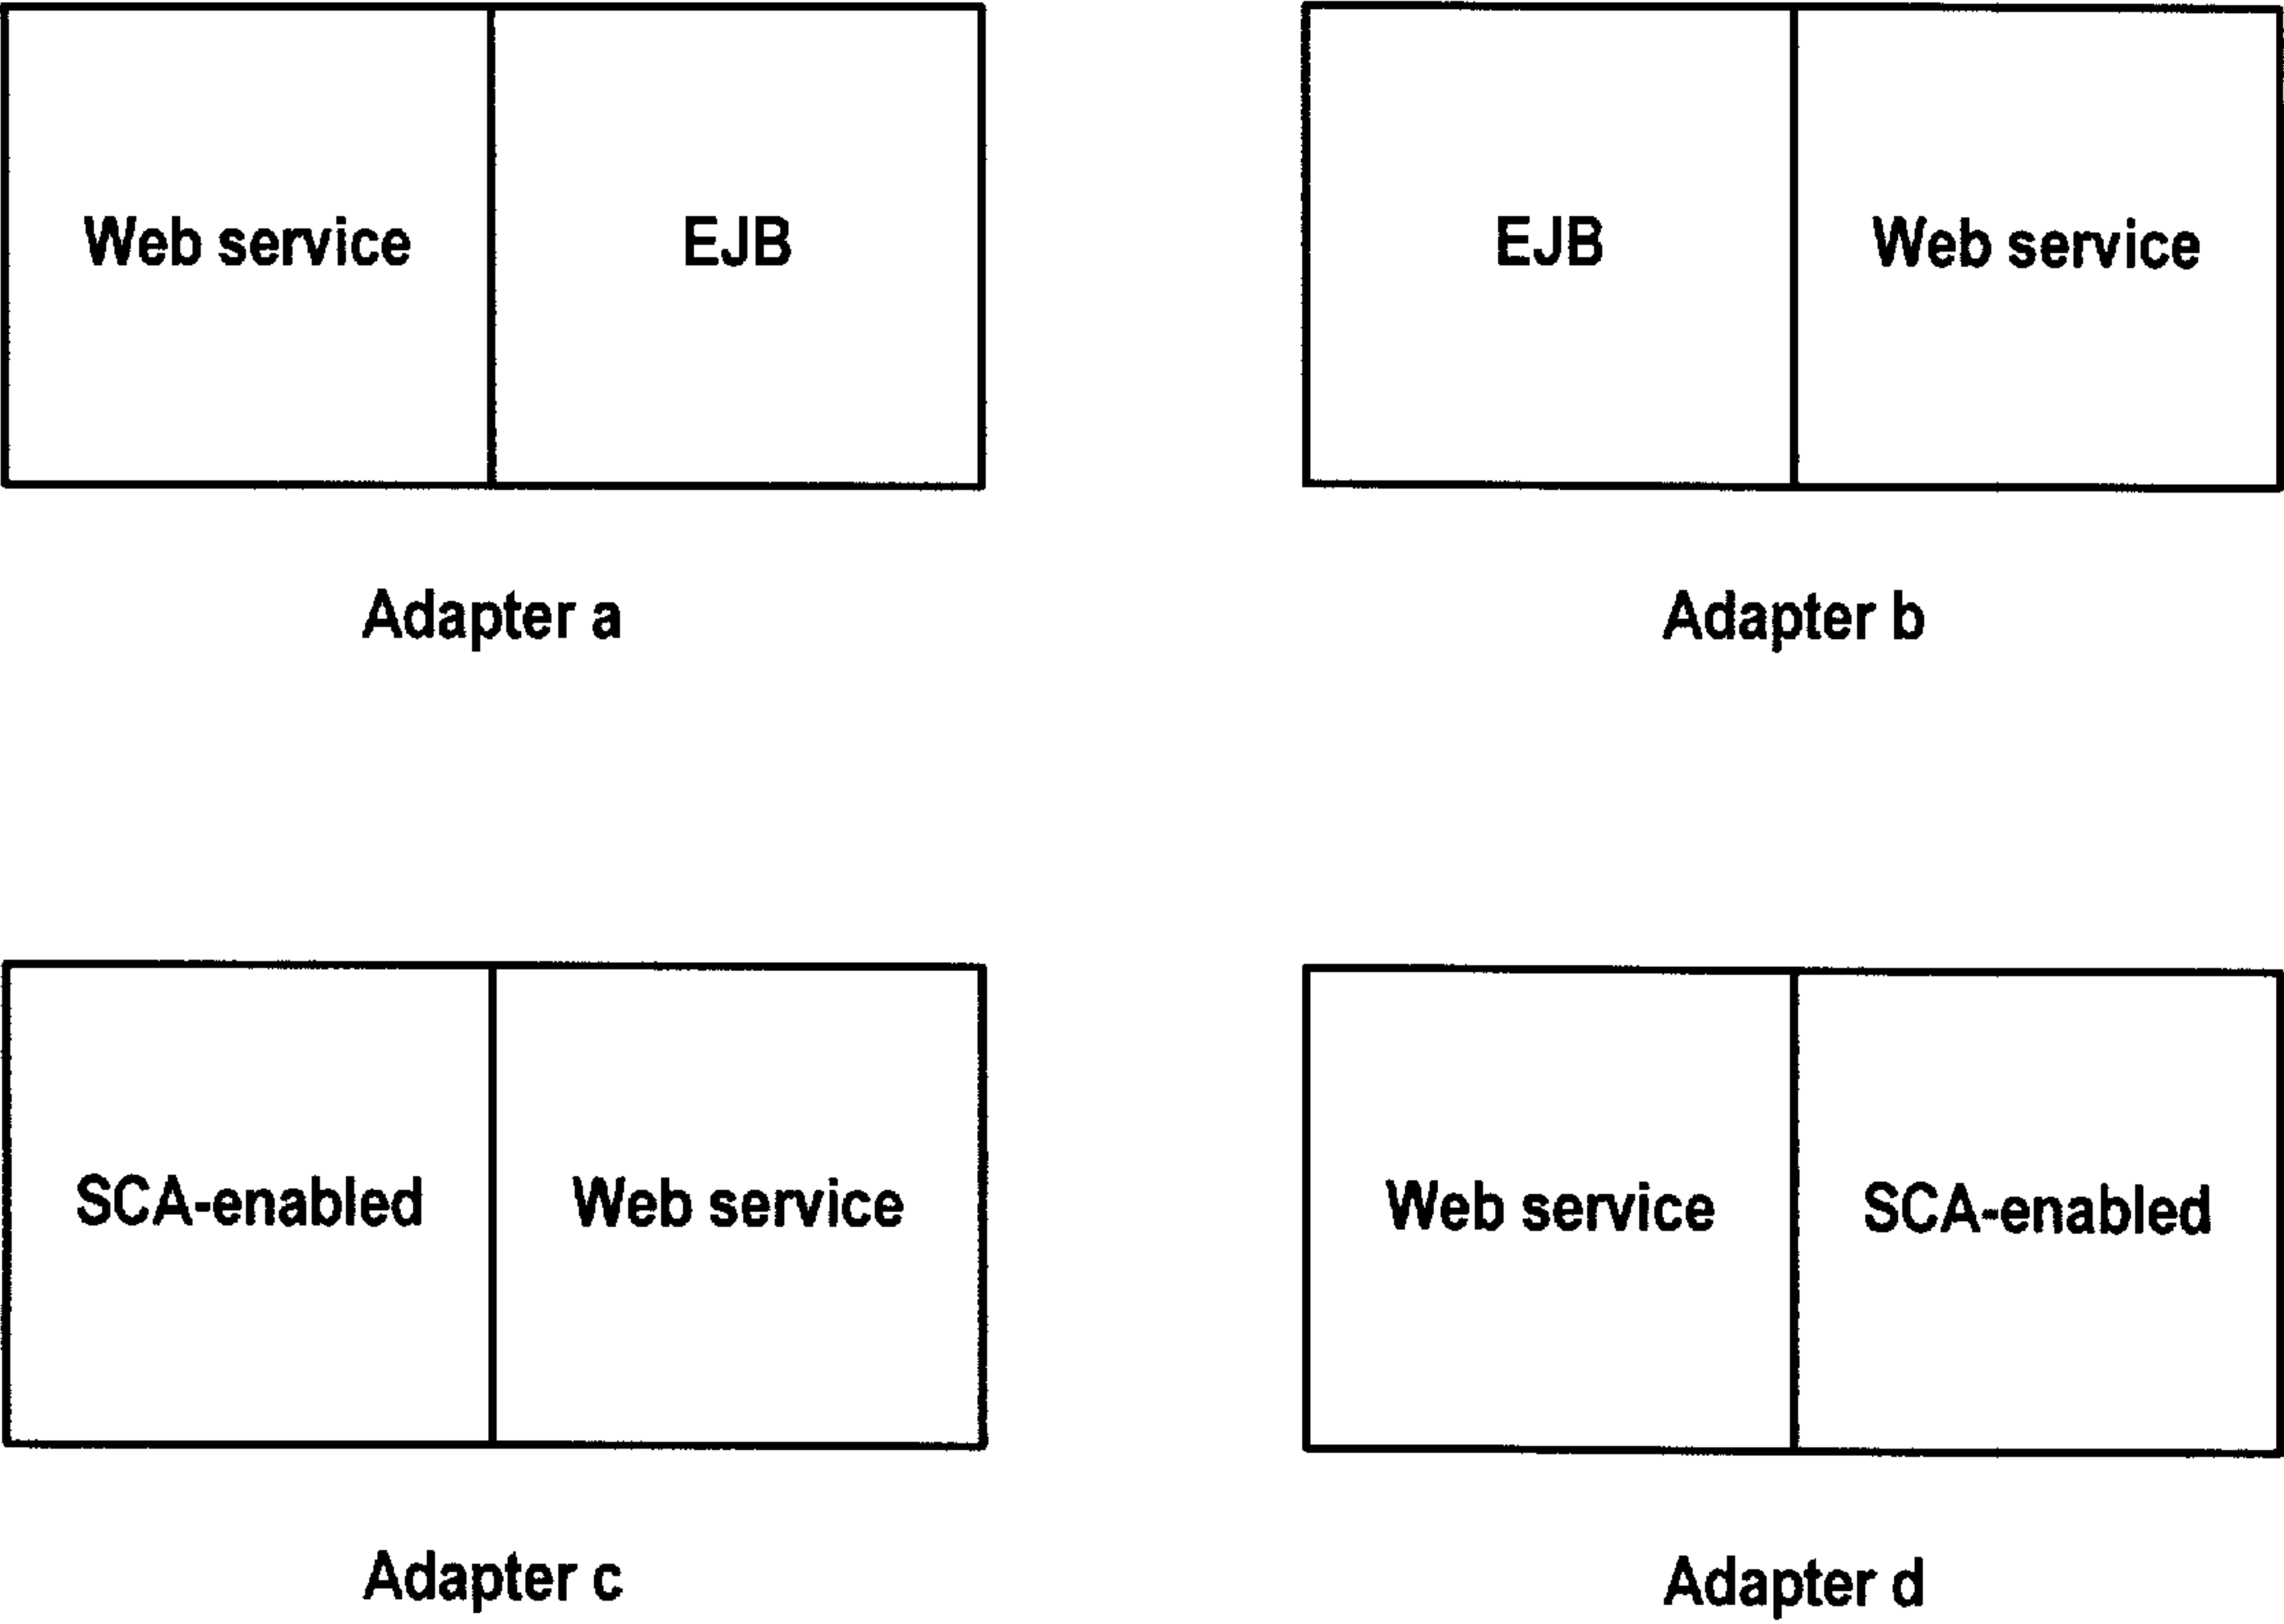 Web service EJB
EJB Web service
Adapter a
Adapter b
SCA-enabled Web service
Web service SCA-enabled
Adapter c
Adapter d